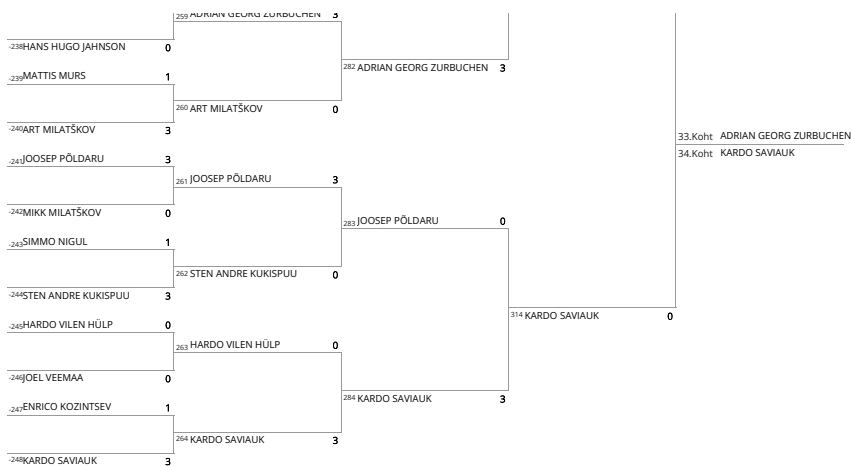 259 ADRIAN GEORG ZURBUCHEN 3
-238 HANS HUGO JAHNSON 0
282 ADRIAN GEORG ZURBUCHEN 3
-239 MATTIS MURS 1
260 ART MILATŠKOV 0
-240 ART MILATŠKOV 3
33.Koht ADRIAN GEORG ZURBUCHEN
34.Koht KARDO SAVIAUK
-241 JOOSEP PÕLDARU 3
261 JOOSEP PÕLDARU 3
-242 MIKK MILATŠKOV 0
283 JOOSEP PÕLDARU 0
-243 SIMMO NIGUL 1
262 STEN ANDRE KUKISPUU 0
-244 STEN ANDRE KUKISPUU 3
314 KARDO SAVIAUK 0
-245 HARDO VILEN HÜLP 0
263 HARDO VILEN HÜLP 0
-246 JOEL VEEMAA 0
284 KARDO SAVIAUK 3
-247 ENRICO KOZINTSEV 1
264 KARDO SAVIAUK 3
-248 KARDO SAVIAUK 3